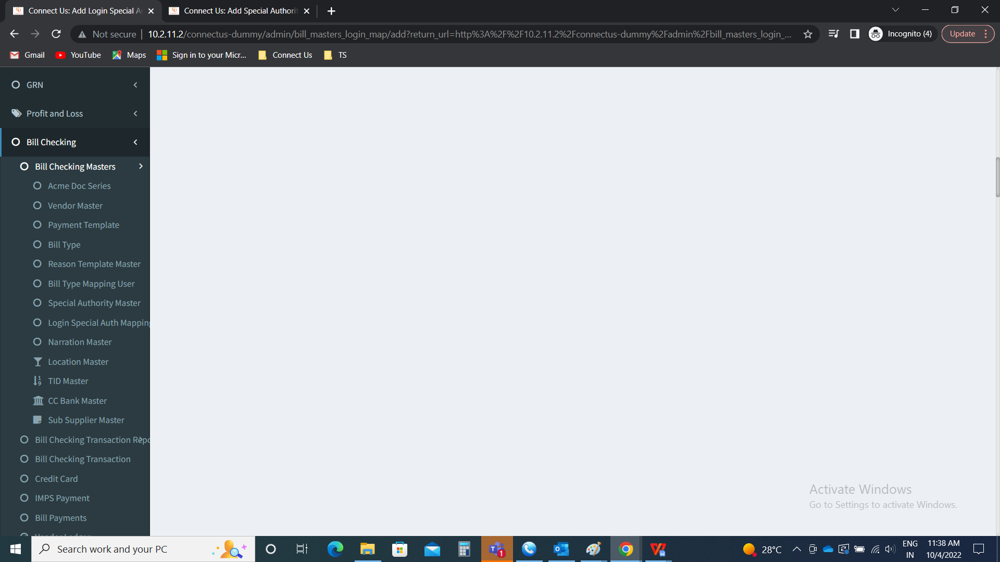 Connect Us: Add Login Special A
Connect Us: Add Special Authorit
Not secure
10.2.11.2/connectus-dummy/admin/bill_masters_login_map/add?return_url=http%3A%2F%2F10.2.11.2%2Fconnectus-dummy%2Fadmin%2Fbill_masters_login_...
Incognito (4)
Update
Gmail
YouTube
Maps
Sign in to your Micr...
Connect Us
TS
GRN
Profit and Loss
Bill Checking
Bill Checking Masters
Acme Doc Series
Vendor Master
Payment Template
Bill Type
Reason Template Master
Bill Type Mapping User
Special Authority Master
Login Special Auth Mapping
Narration Master
Location Master
TID Master
CC Bank Master
Sub Supplier Master
Bill Checking Transaction Repo
Bill Checking Transaction
Credit Card
IMPS Payment
Bill Payments
Vendor Ledger
Activate Windows
Go to Settings to activate Windows.
Search work and your PC
1
28°C
ENG
IN
11:38 AM
10/4/2022